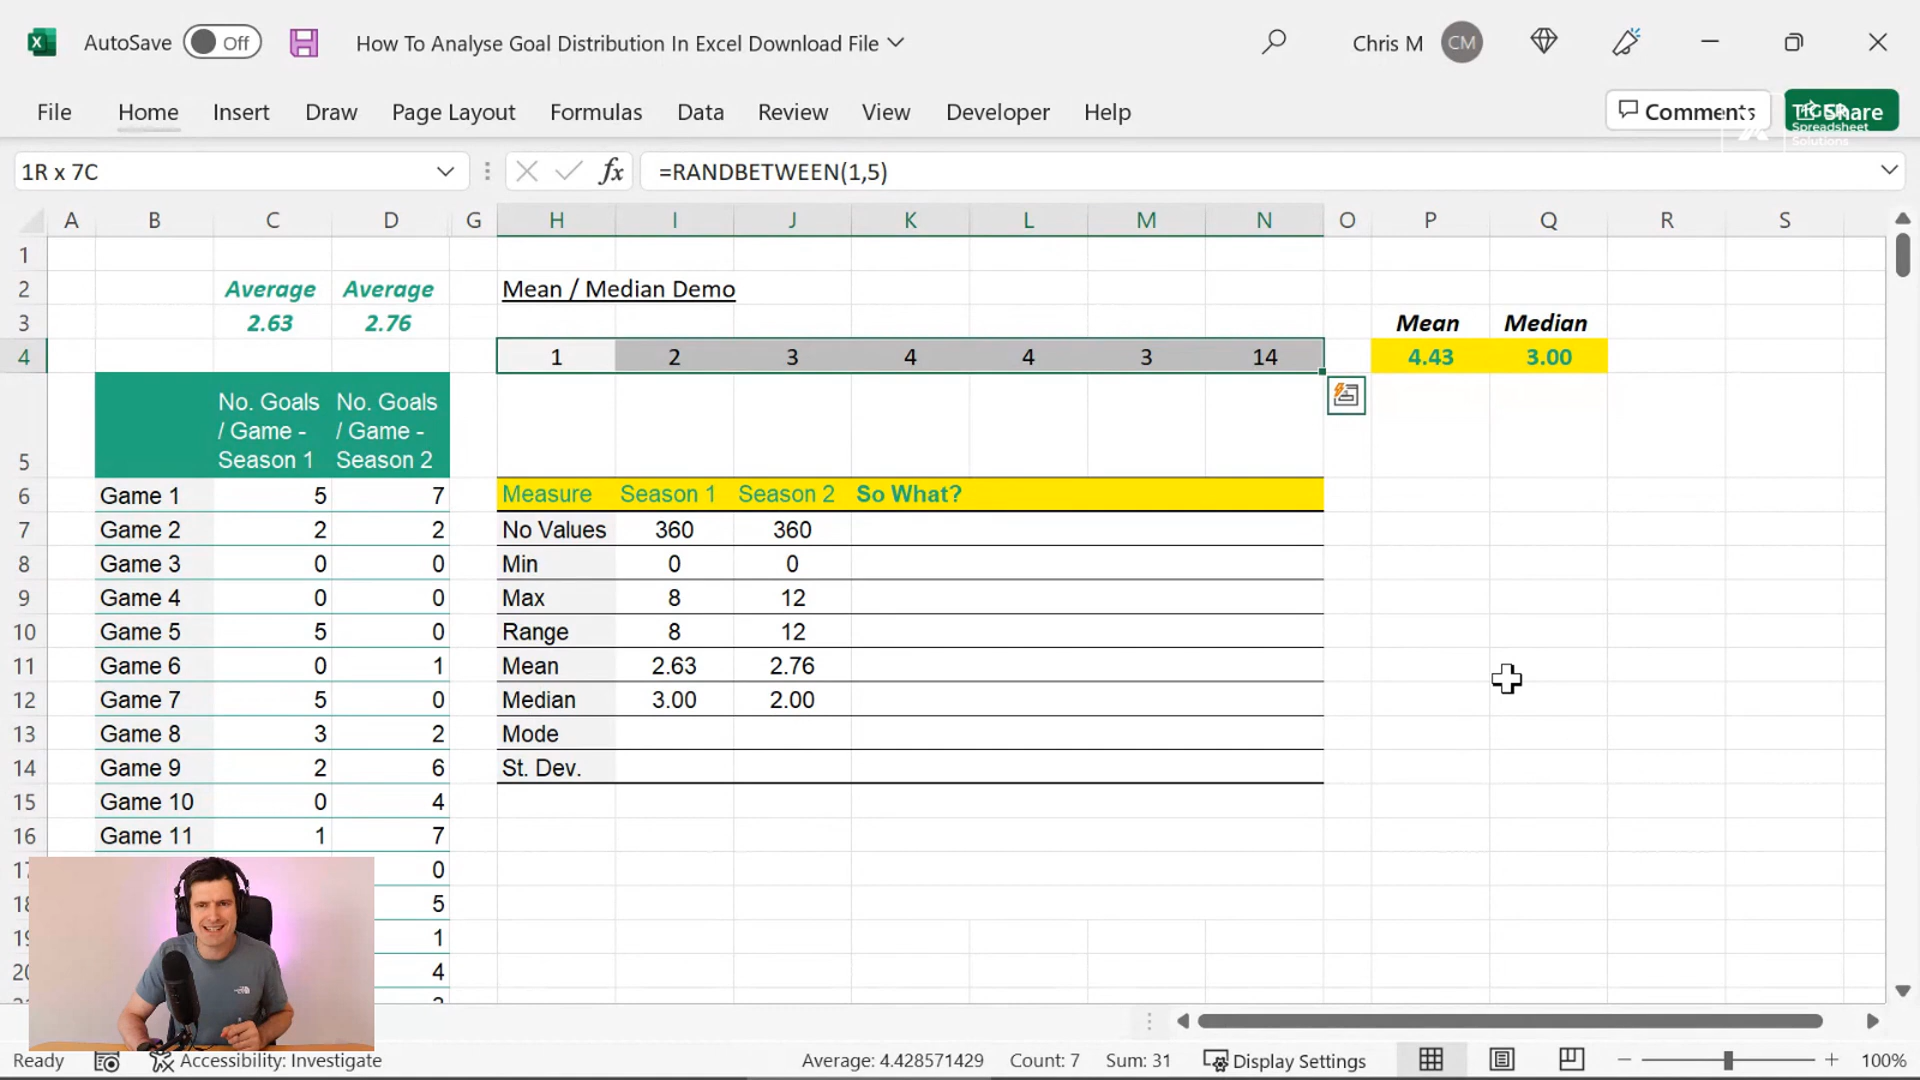 AutoSave Off How To Analyse Goal Distribution In Excel Download File Chris M CM
File Home Insert Draw Page Layout Formulas Data Review View Developer Help Comments Share
TIGER
Spreadsheet
Solutions
1R x 7C fx =RANDBETWEEN(1,5)
A B C D G H I J K L M N O P Q R S
1
2 Average Average Mean / Median Demo
3 2.63 2.76 Mean Median
4 1 2 3 4 4 3 14 4.43 3.00
No. Goals No. Goals
/ Game - / Game -
5 Season 1 Season 2
6 Game 1 5 7 Measure Season 1 Season 2 So What?
7 Game 2 2 2 No Values 360 360
8 Game 3 0 0 Min 0 0
9 Game 4 0 0 Max 8 12
10 Game 5 5 0 Range 8 12
11 Game 6 0 1 Mean 2.63 2.76
12 Game 7 5 0 Median 3.00 2.00
13 Game 8 3 2 Mode
14 Game 9 2 6 St. Dev.
15 Game 10 0 4
16 Game 11 1 7
17 0
18 5
19 1
20 4
Ready Accessibility: Investigate Average: 4.428571429 Count: 7 Sum: 31 Display Settings 100%